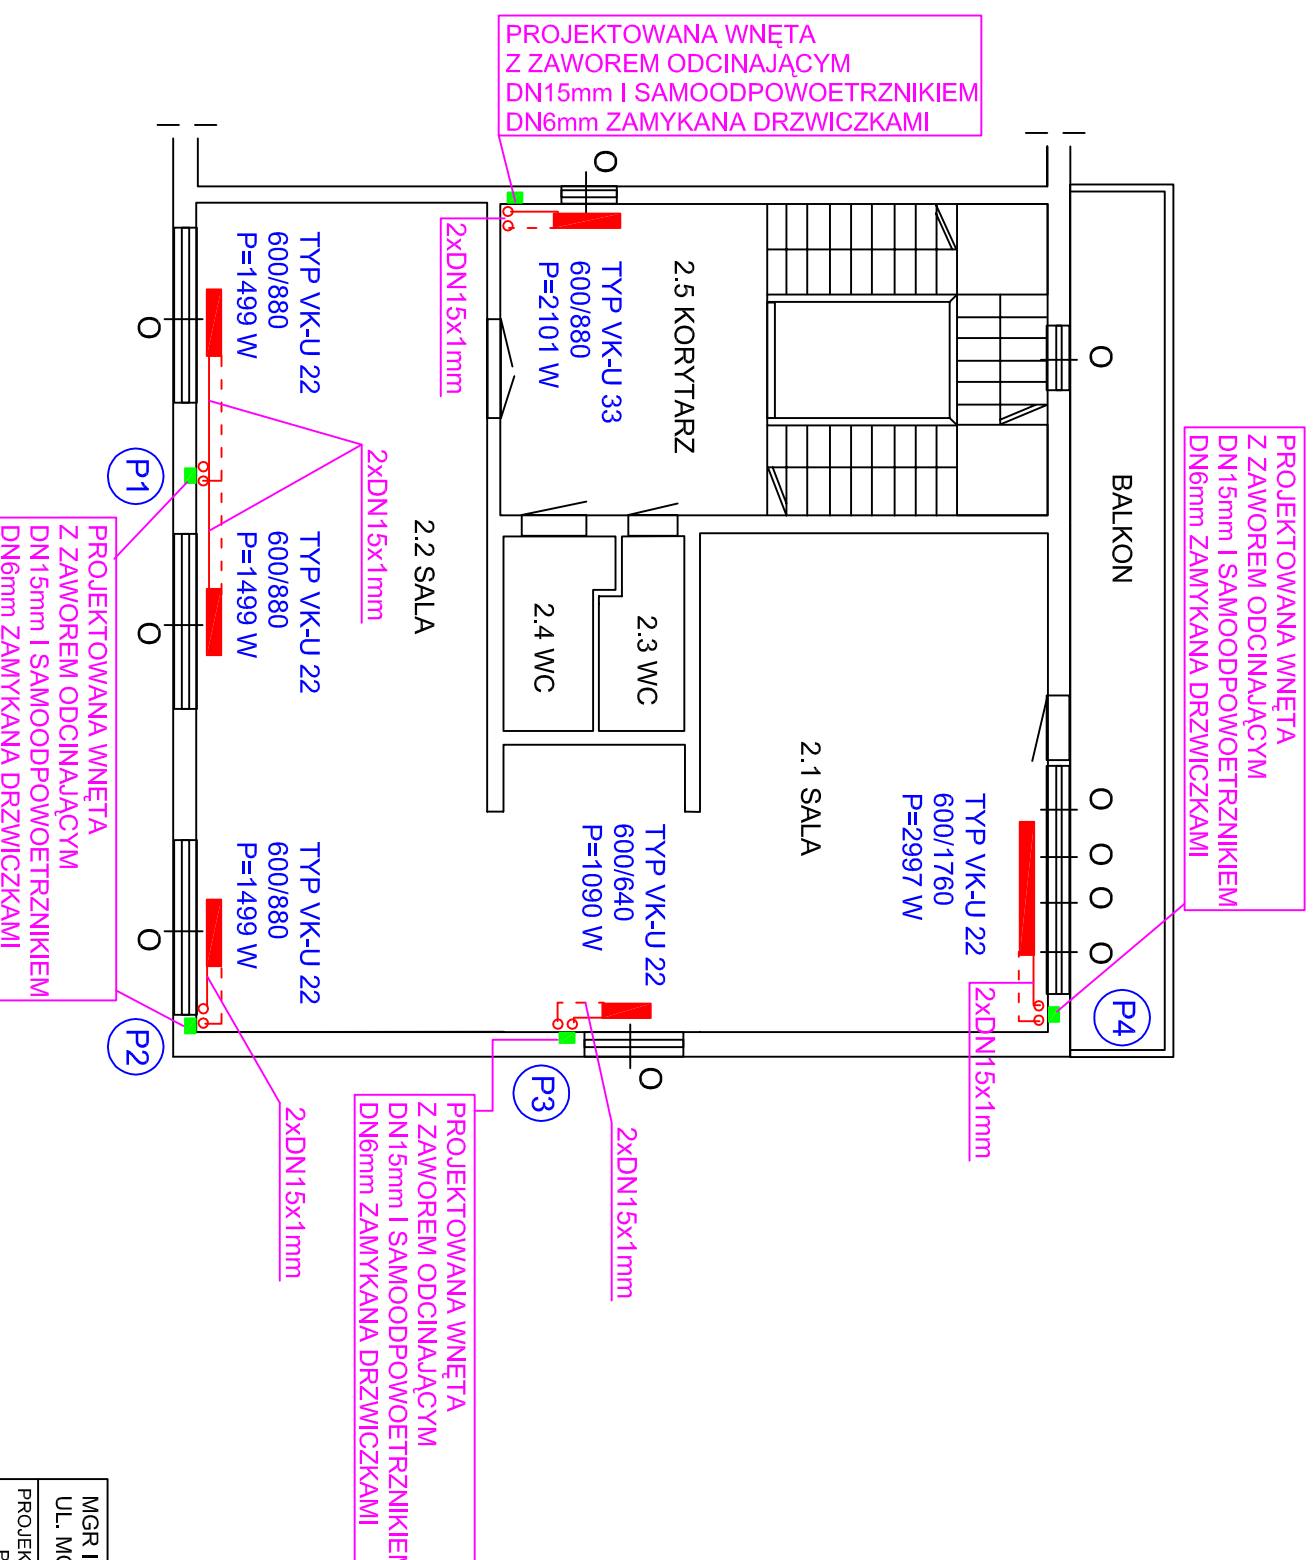 PROJEKTOWANA WNĘTA
Z ZAWOREM ODCINAJĄCYM
DN15mm I SAMOODPOWOETRZNIKIEM
DN6mm ZAMYKANA DRZWICZKAMI
PROJEKTOWANA WNĘTA
Z ZAWOREM ODCINAJĄCYM
DN15mm I SAMOODPOWOETRZNIKIEM
DN6mm ZAMYKANA DRZWICZKAMI
BALKON
O
O
O
O
O
O
P4
2xDN15x1mm
TYP VK-U 22
600/1760
P=2997 W
2.1 SALA
2.5 KORYTARZ
TYP VK-U 33
600/880
P=2101 W
2xDN15x1mm
2.3 WC
2.4 WC
TYP VK-U 22
600/640
P=1090 W
O
P3
2xDN15x1mm
2.2 SALA
2xDN15x1mm
TYP VK-U 22
600/880
P=1499 W
TYP VK-U 22
600/880
P=1499 W
TYP VK-U 22
600/880
P=1499 W
2xDN15x1mm
O
O
O
P1
P2
PROJEKTOWANA WNĘTA
Z ZAWOREM ODCINAJĄCYM
DN15mm I SAMOODPOWOETRZNIKIEM
DN6mm ZAMYKANA DRZWICZKAMI
PROJEKTOWANA WNĘTA
Z ZAWOREM ODCINAJĄCYM
DN15mm I SAMOODPOWOETRZNIKIEM
DN6mm ZAMYKANA DRZWICZKAMI
MGR
UL.